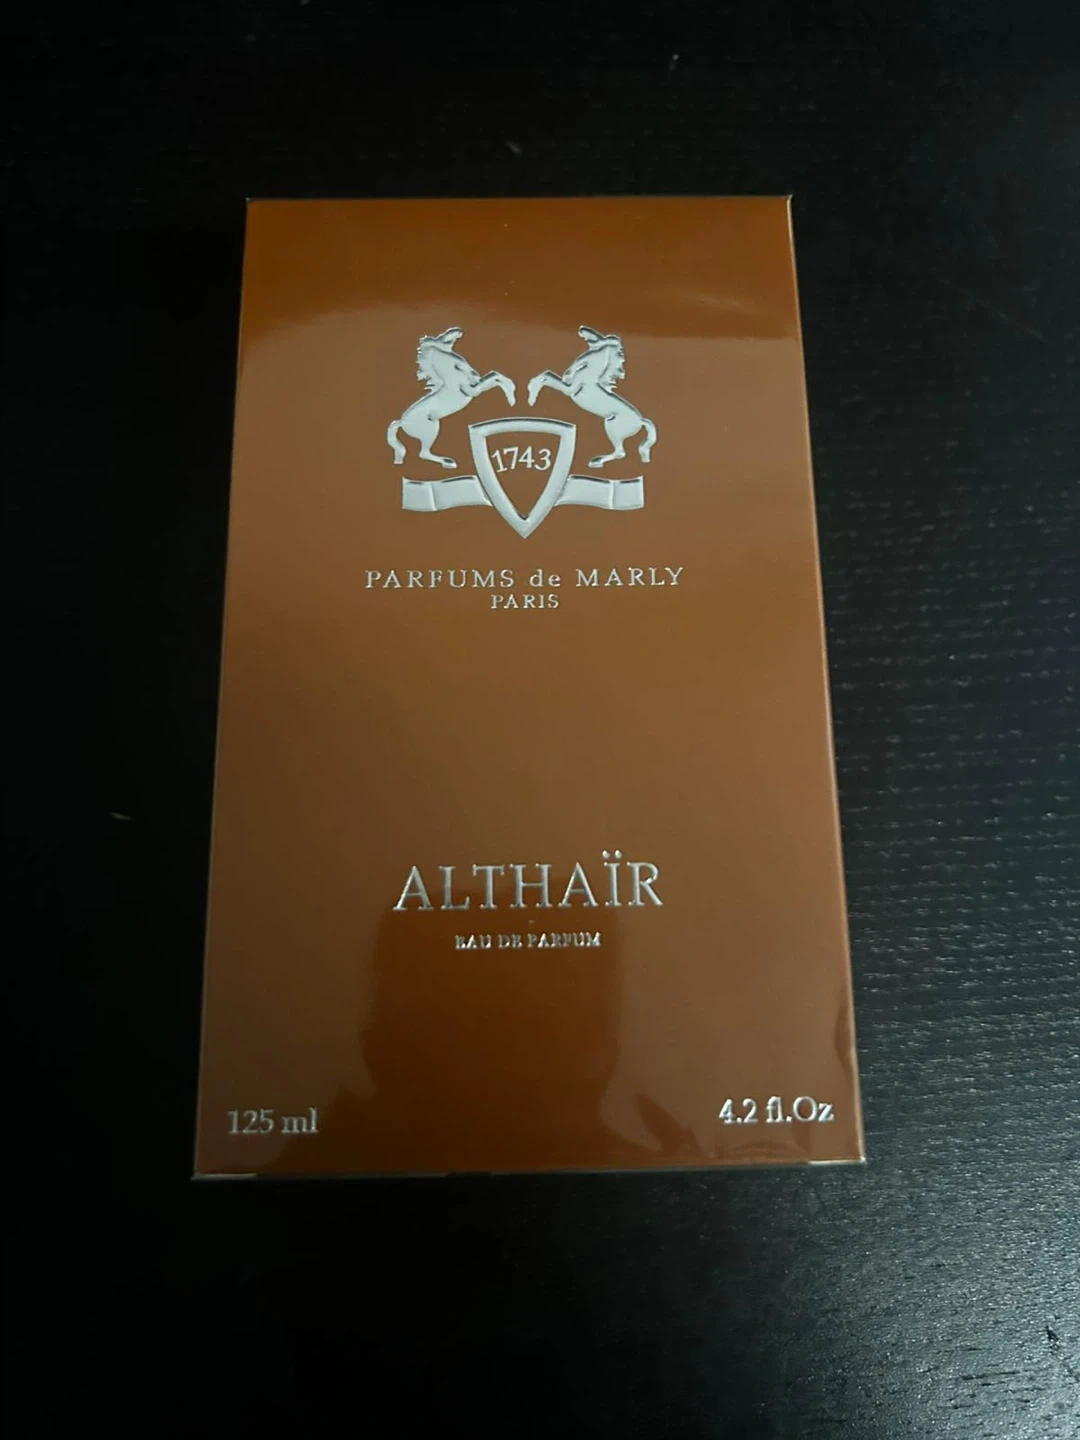 1743
PARFUMS de MARLY
PARIS
ALTHAÏR
EAU DE PARFUM
125 ml
4.2 fl.Oz